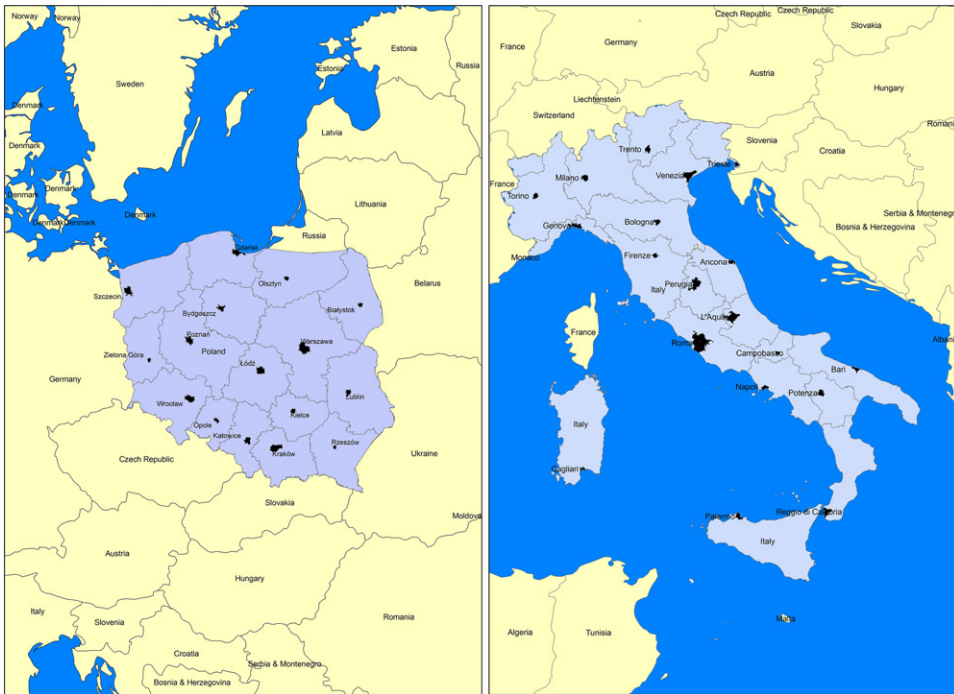 Norway
Norway
Sweden
Estonia
Estonia
Russia
Denmark
Denmark
Latvia
Denmark
Denmark
Denmark
Denmark
Denmark
Lithuania
Russia
Gdańsk
Olsztyn
Belarus
Szczecin
Bydgoszcz
Białystok
Poznań
Warszawa
Zielona Góra
Poland
Łódź
Germany
Wrocław
Lublin
Opole
Kielce
Katowice
Kraków
Rzeszów
Czech Republic
Ukraine
Slovakia
Moldova
Austria
Hungary
Italy
Romania
Slovenia
Croatia
Serbia & Montenegro
Bosnia & Herzegovina
Czech Republic
Czech Republic
Slovakia
France
Germany
Austria
Hungary
Liechtenstein
Switzerland
Romani
Slovenia
Croatia
Trento
Trieste
Milano
Venezia
France
Torino
Serbia & Montenegro
Bosnia & Herzegovina
Genova
Bologna
Monaco
Firenze
Ancona
Italy
Perugia
L'Aquila
France
Roma
Campobasso
Albani
Bari
Napoli
Potenza
Italy
Cagliari
Palermo
Reggio di Calabria
Italy
Malta
Algeria
Tunisia